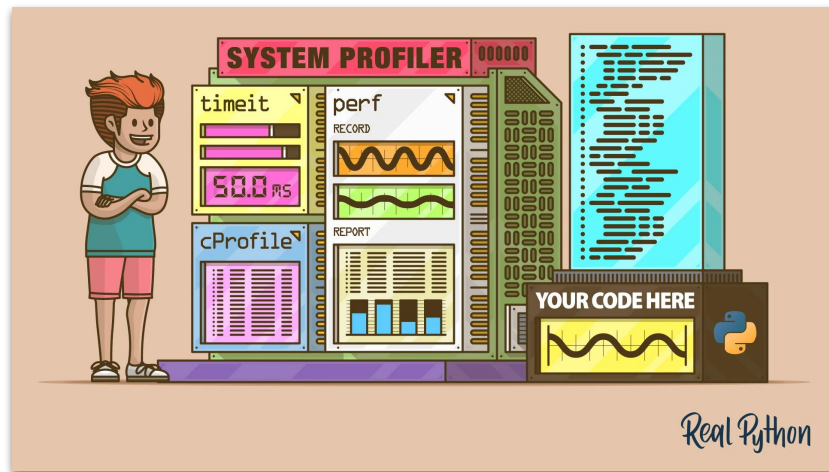 SYSTEM PROFILER
timeit
50.0 ms
cProfile
perf
RECORD
REPORT
YOUR CODE HERE
Real Python